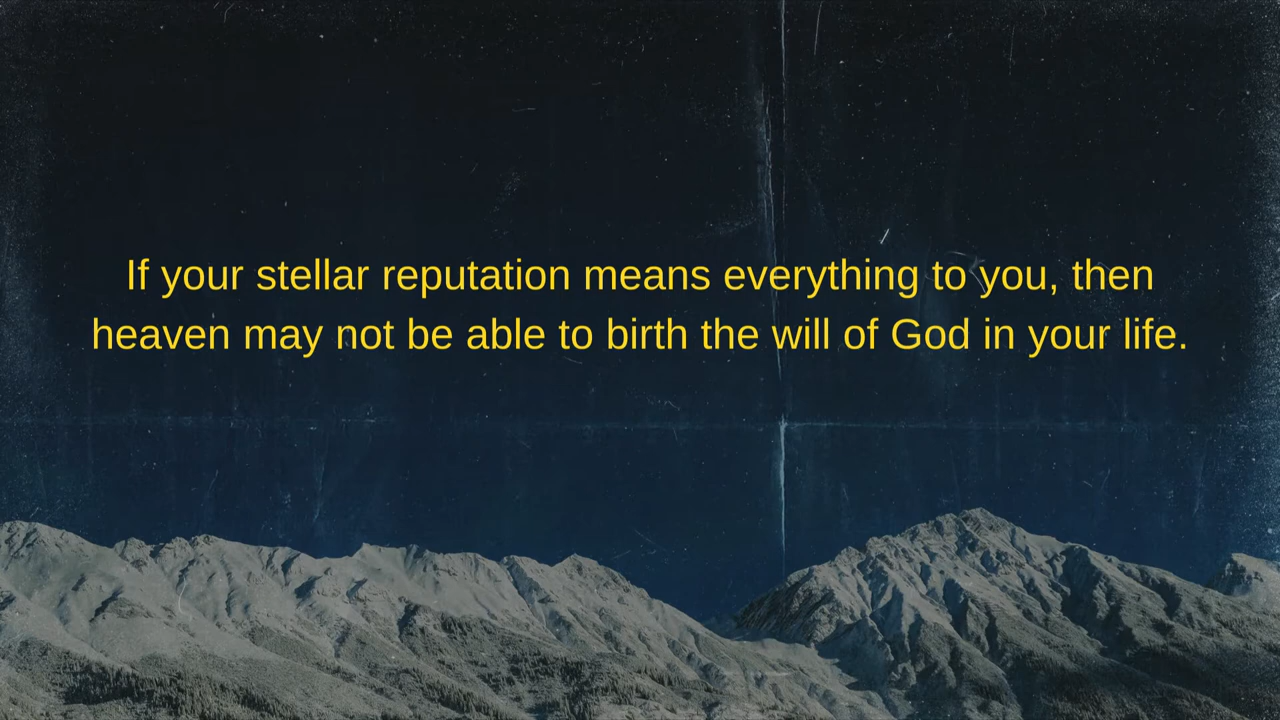 If your stellar reputation means everything to you, then
heaven may not be able to birth the will of God in your life.